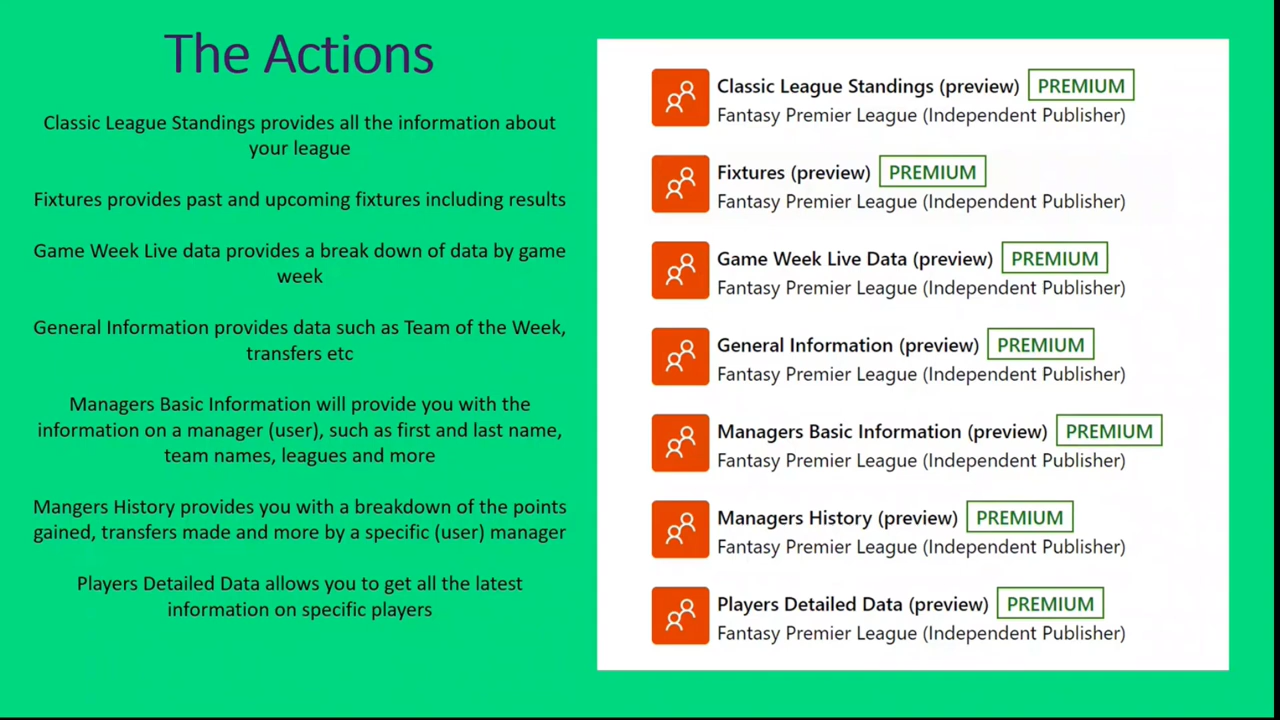 The Actions
Classic League Standings provides all the information about
your league
Fixtures provides past and upcoming fixtures including results
Game Week Live data provides a break down of data by game
week
General Information provides data such as Team of the Week,
transfers etc
Managers Basic Information will provide you with the
information on a manager (user), such as first and last name,
team names, leagues and more
Mangers History provides you with a breakdown of the points
gained, transfers made and more by a specific (user) manager
Players Detailed Data allows you to get all the latest
information on specific players
Classic League Standings (preview) PREMIUM
Fantasy Premier League (Independent Publisher)
Fixtures (preview) PREMIUM
Fantasy Premier League (Independent Publisher)
Game Week Live Data (preview) PREMIUM
Fantasy Premier League (Independent Publisher)
General Information (preview) PREMIUM
Fantasy Premier League (Independent Publisher)
Managers Basic Information (preview) PREMIUM
Fantasy Premier League (Independent Publisher)
Managers History (preview) PREMIUM
Fantasy Premier League (Independent Publisher)
Players Detailed Data (preview) PREMIUM
Fantasy Premier League (Independent Publisher)